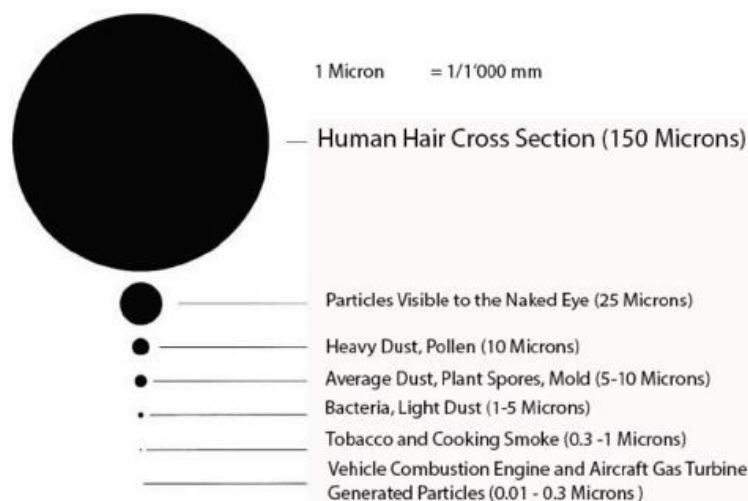 1 Micron = 1/1'000 mm
Human Hair Cross Section (150 Microns)
Particles Visible to the Naked Eye (25 Microns)
Heavy Dust, Pollen (10 Microns)
Average Dust, Plant Spores, Mold (5-10 Microns)
Bacteria, Light Dust (1-5 Microns)
Tobacco and Cooking Smoke (0.3 -1 Microns)
Vehicle Combustion Engine and Aircraft Gas Turbine
Generated Particles (0.01 - 0.3 Microns )